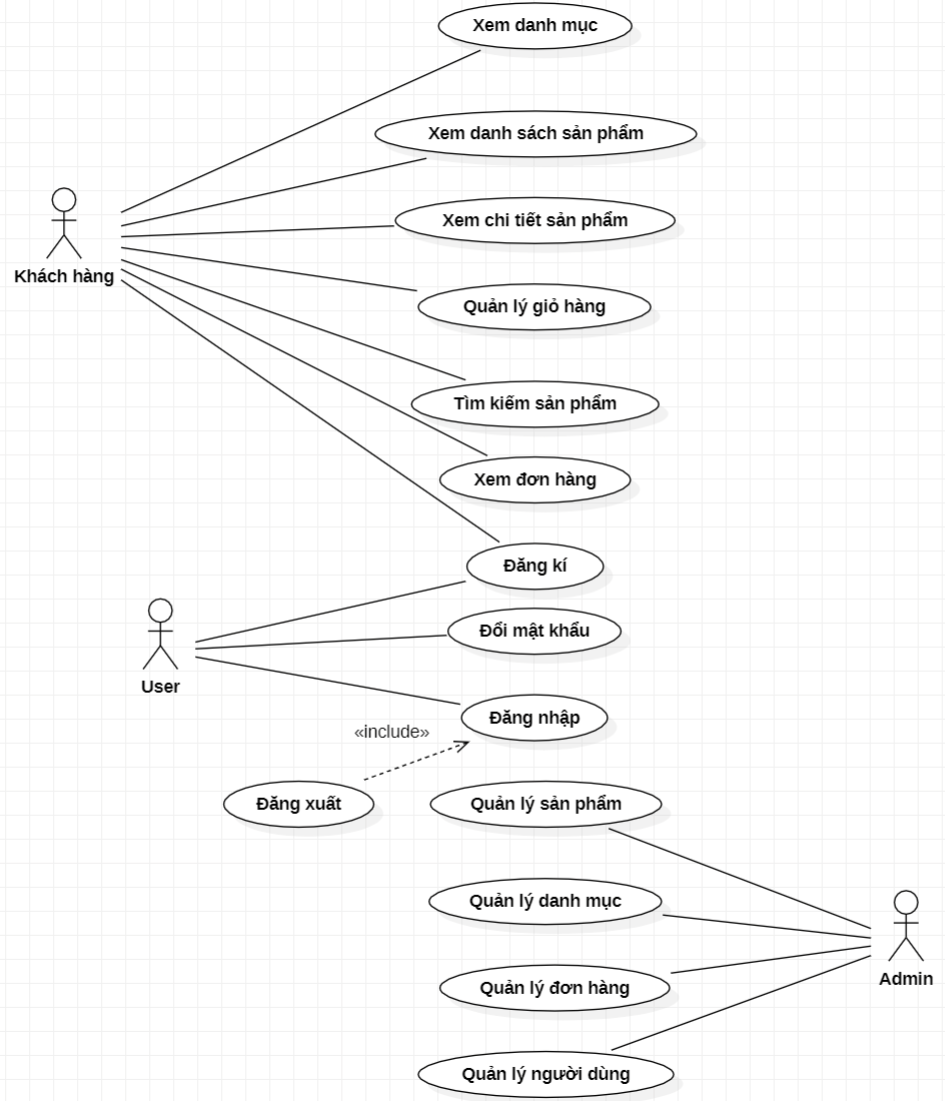 Xem danh mục
Xem danh sách sản phẩm
Xem chi tiết sản phẩm
Khách hàng
Quản lý giỏ hàng
Tìm kiếm sản phẩm
Xem đơn hàng
Đăng kí
Đổi mật khẩu
User
Đăng nhập
«include»
Đăng xuất
Quản lý sản phẩm
Quản lý danh mục
Admin
Quản lý đơn hàng
Quản lý người dùng